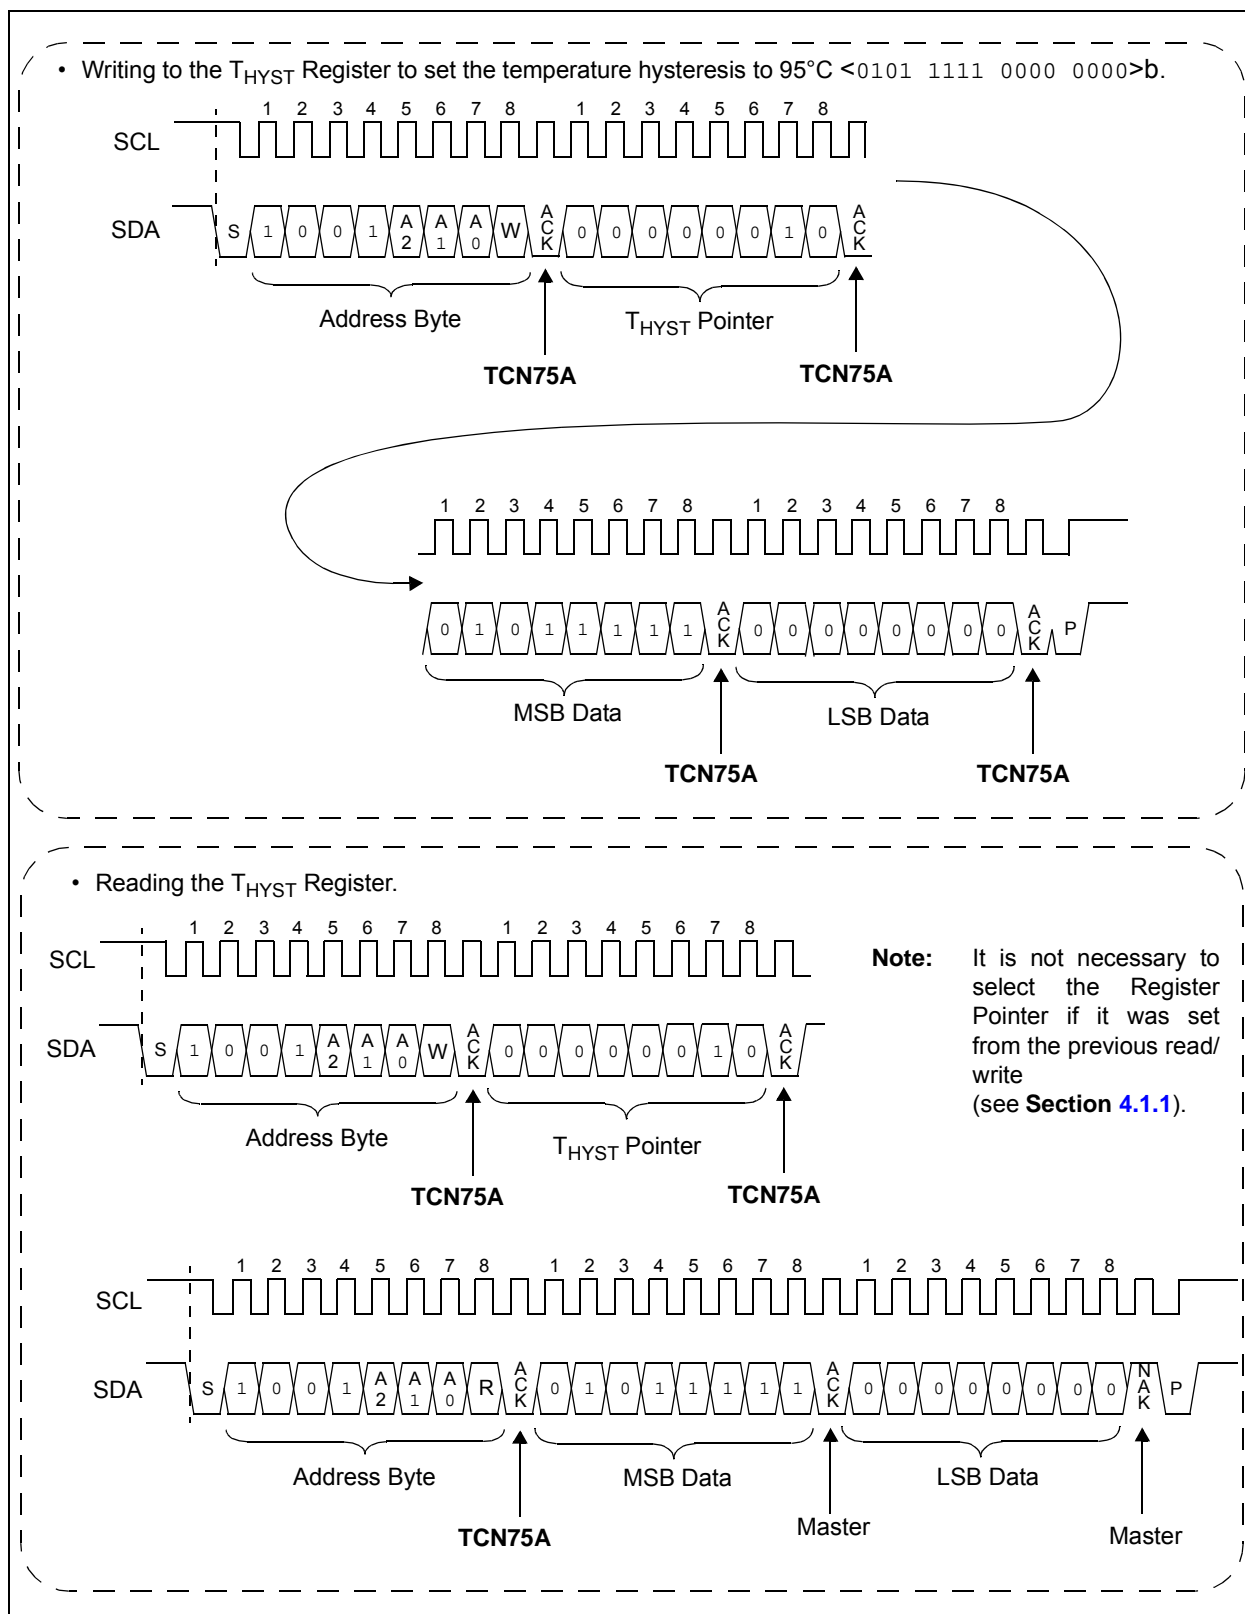 • Writing to the THYST Register to set the temperature hysteresis to 95°C <0101 1111 0000 0000>b.
1 2 3 4 5 6 7 8 1 2 3 4 5 6 7 8
SCL
SDA S 1 0 0 1 A2 A1 A0 W ACK 0 0 0 0 0 0 1 0 ACK
Address Byte THYST Pointer
TCN75A TCN75A
1 2 3 4 5 6 7 8 1 2 3 4 5 6 7 8
0 1 0 1 1 1 1 1 ACK 0 0 0 0 0 0 0 0 ACK P
MSB Data LSB Data
TCN75A TCN75A
• Reading the THYST Register.
1 2 3 4 5 6 7 8 1 2 3 4 5 6 7 8
SCL
SDA S 1 0 0 1 A2 A1 A0 W ACK 0 0 0 0 0 0 1 0 ACK
Address Byte THYST Pointer
TCN75A TCN75A
Note: It is not necessary to
select the Register
Pointer if it was set
from the previous read/
write
(see Section 4.1.1).
1 2 3 4 5 6 7 8 1 2 3 4 5 6 7 8 1 2 3 4 5 6 7 8
SCL
SDA S 1 0 0 1 A2 A1 A0 R ACK 0 1 0 1 1 1 1 1 ACK 0 0 0 0 0 0 0 0 NAK P
Address Byte MSB Data LSB Data
TCN75A Master Master